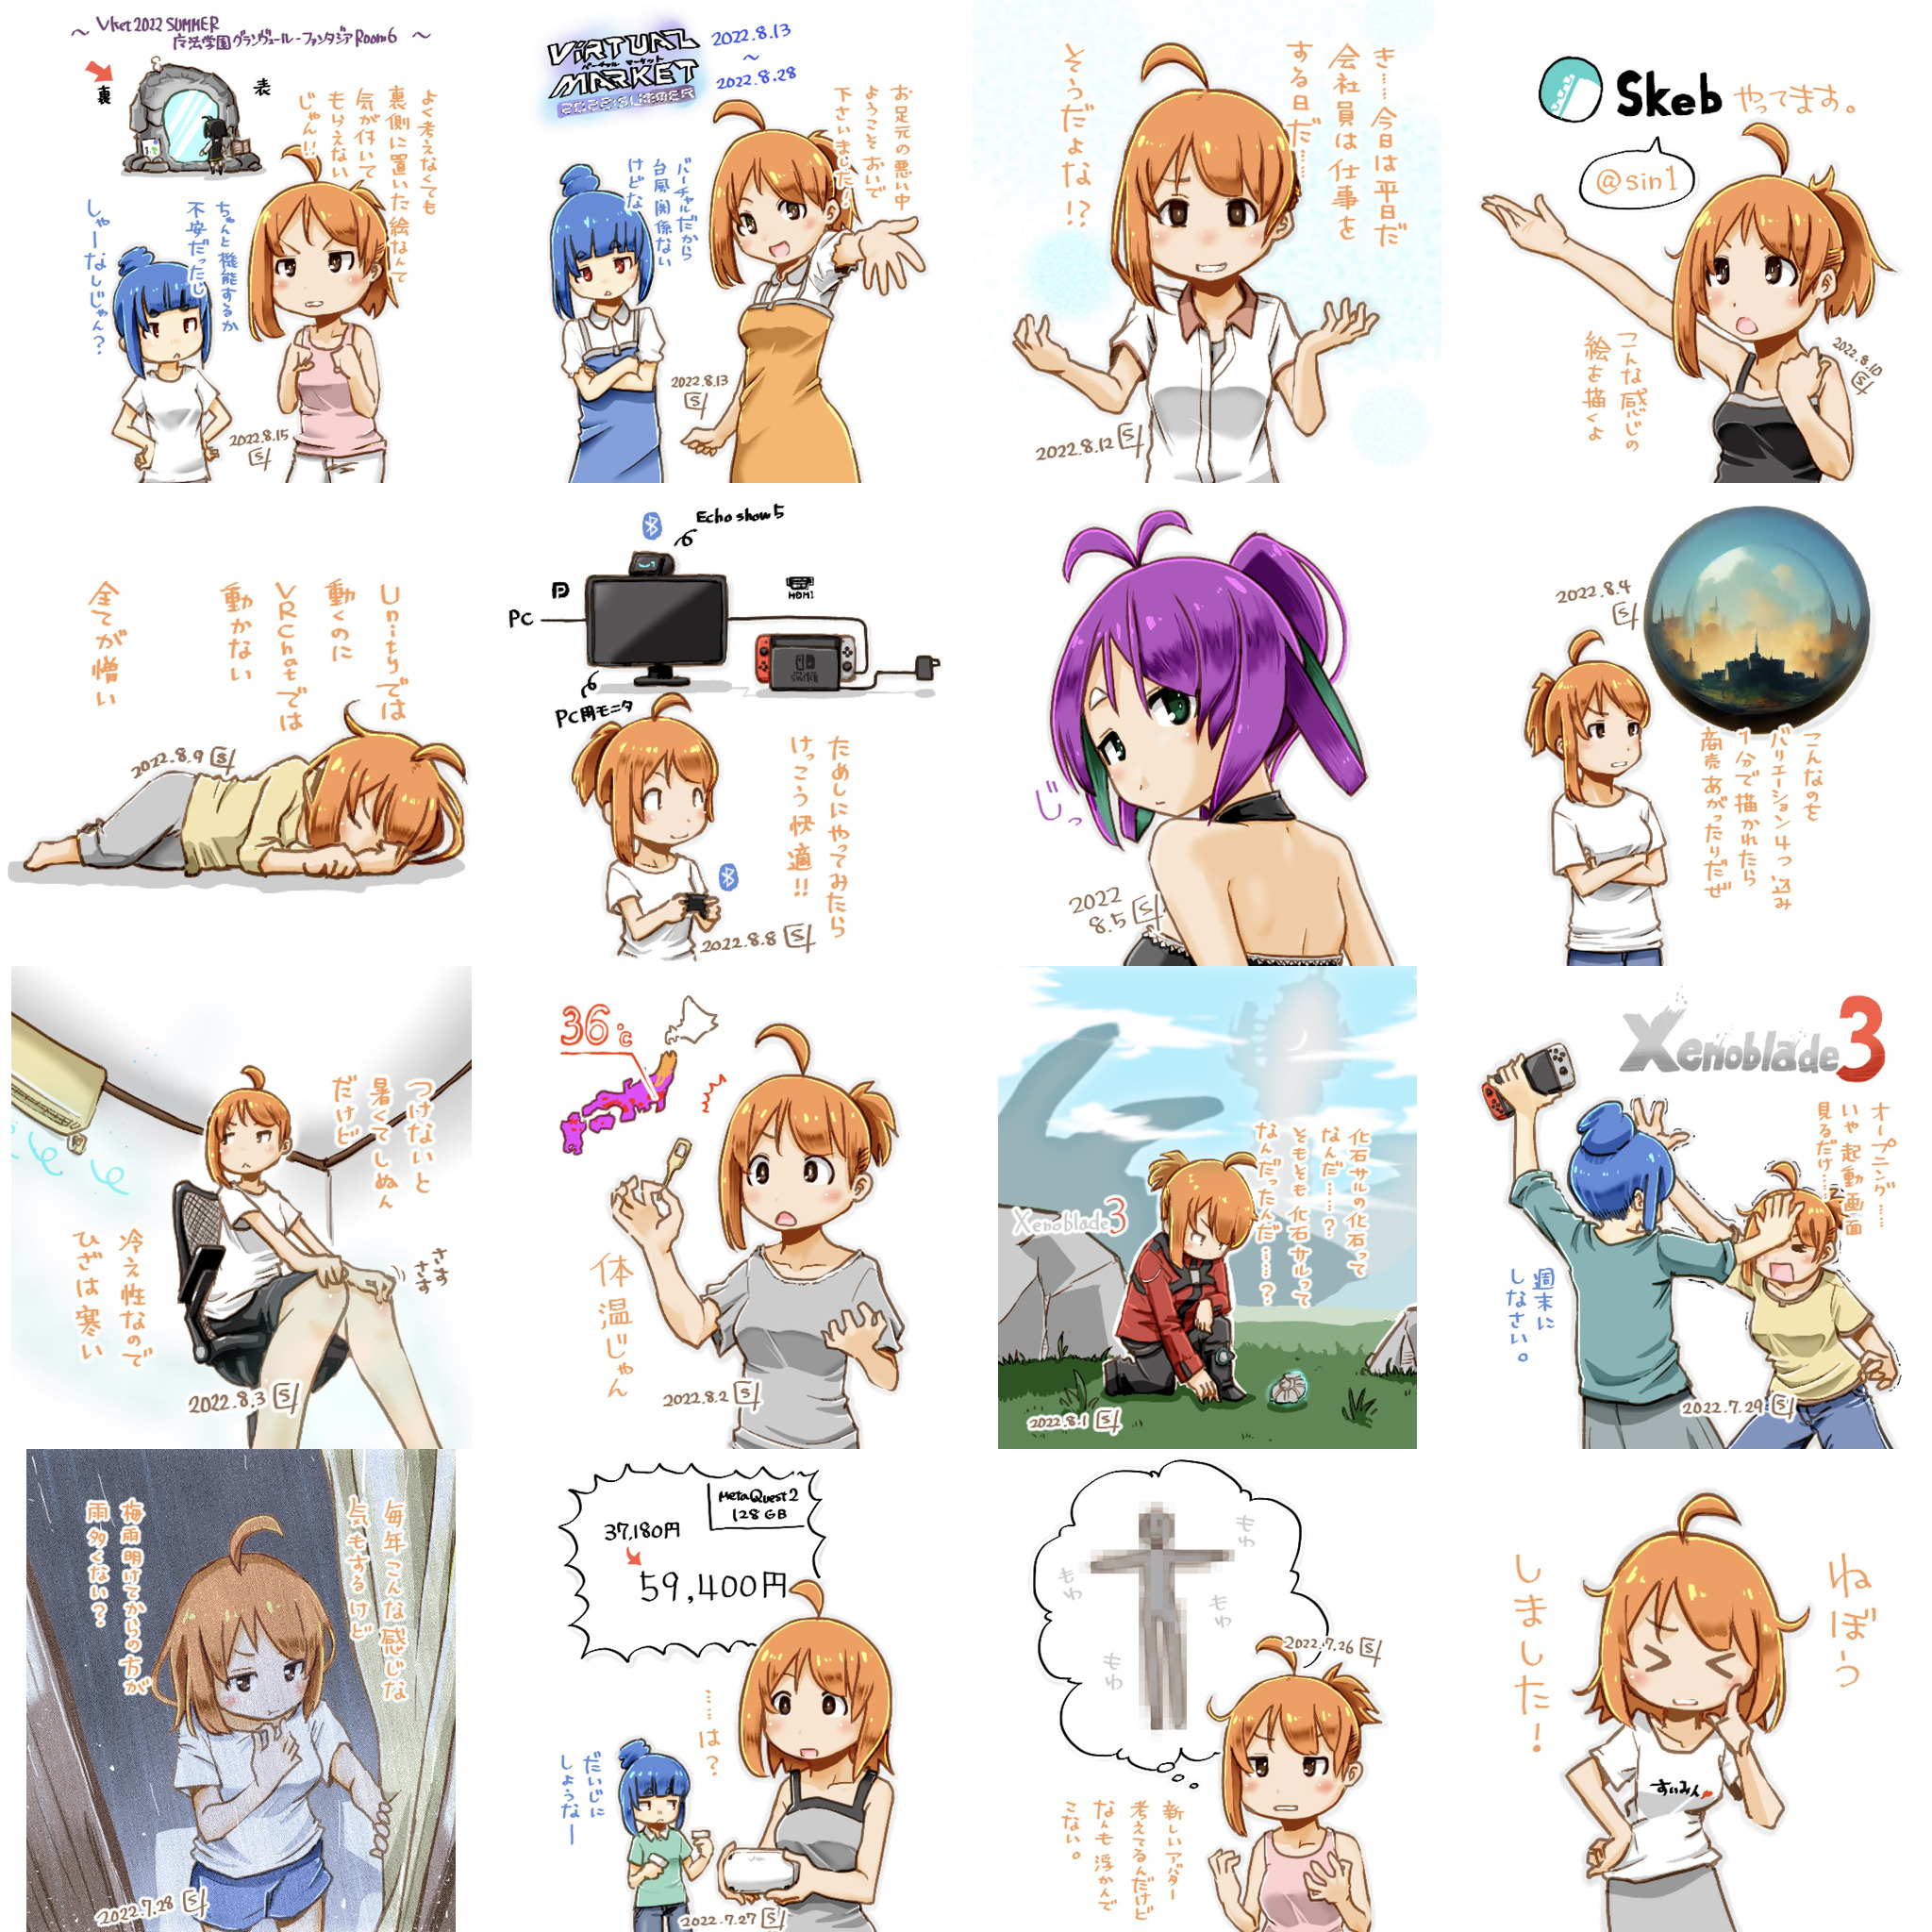 ～ Vket2022 SUMMER
魔法学園グランヴェール-ファンタジア Room6 ～
裏
表
よく考えなくても
裏側に置いた絵なんて
気が付いて
もらえない
じゃん!!
ちゃんと機能するか
不安だったし
しゃーなしじゃん?
2022.8.15
VIRTUAL
バーチャル マーケット
MARKET
2022 SUMMER
2022.8.13
～
2022.8.28
お足元の悪い中
ようこそおいで
下さいました!!
バーチャルだから
台風関係ない
けどな
2022.8.13
き……今日は平日だ
会社員は仕事を
する日だ……
そうだよな!?
2022.8.12
Skeb やってます。
@sin1
こんな感じの
絵を描くよ
2022.8.10
Unityでは
動くのに
VRChatでは
動かない
全てが憎い
2022.8.9
Echo show5
PC
HDMI
SWITCH
PC用モニタ
ためしにやってみたら
けっこう快適!!
2022.8.8
じっ
2022
8.5
2022.8.4
こんなのを
バリエーション4つ込み
1分で描かれたら
商売あがったりだぜ
つけないと
暑くてしぬん
だけど
冷え性なので
ひざは寒い
さす
さす
2022.8.3
36℃
体温じゃん
2022.8.2
化石サルの化石って
なんだ……?
そもそも化石サルって
なんだったんだ……?
Xenoblade3
2022.8.1
Xenoblade3
オープニング……
いや起動画面
見るだけ……
週末に
しなさい。
2022.7.29
毎年こんな感じな
気もするけど
梅雨明けてからの方が
雨多くない?
2022.7.28
Meta Quest 2
128GB
37,180円
59,400円
……は?
だいじに
しような ー
2022.7.27
もわ
もわ
もわ
もわ
2022.7.26
新しいアバター
考えてるんだけど
なんも浮かんで
こない。
ねぼう
しました!
すいみん